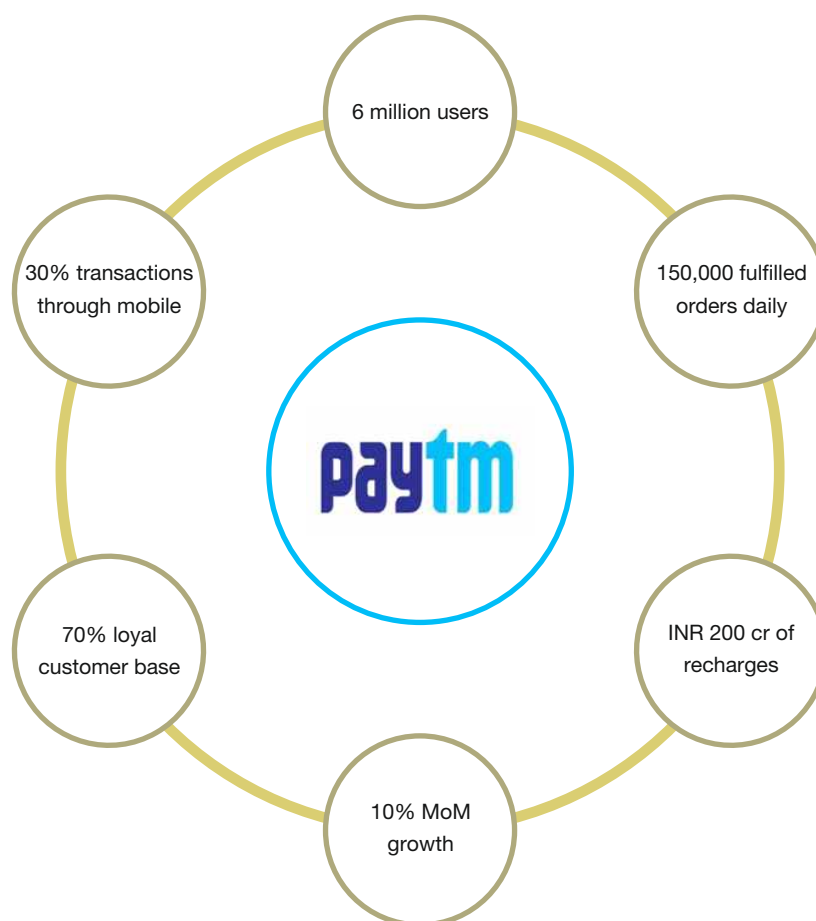 6 million users
150,000 fulfilled
orders daily
INR 200 cr of
recharges
10% MoM
growth
70% loyal
customer base
30% transactions
through mobile
paytm